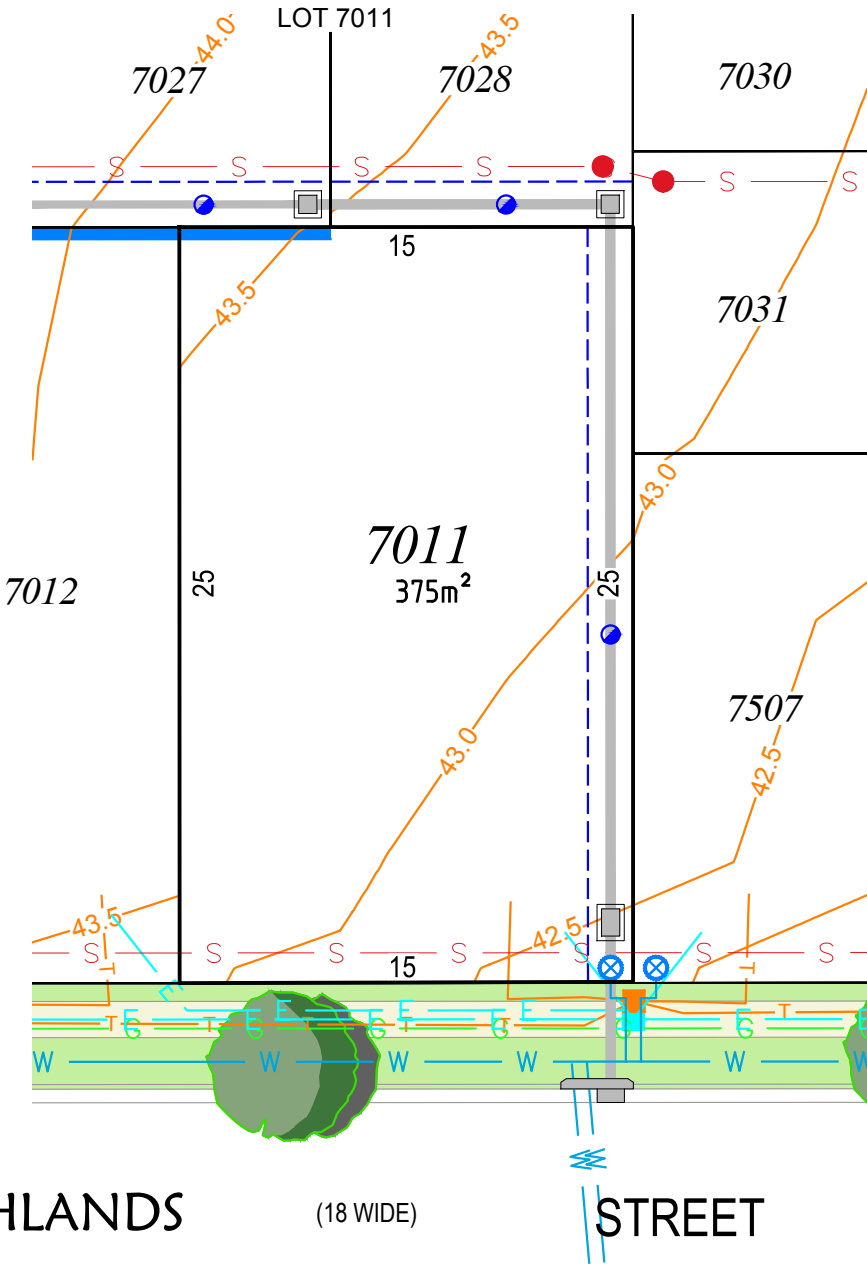 LOT 7011
44.0
43.5
7027
7028
7030
S S S S
S S
15
43.5
7031
43.0
7011
375m²
25
25
7012
7507
43.0
42.5
43.5
42.5
S S S S S S S
15
T T
E
E E E E E E
T T T T T
G G G G G
W W W W W W
W
HLANDS (18 WIDE) STREET